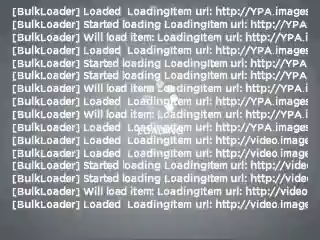 [BulkLoader] Loaded LoadingItem url: http://YPA.images
[BulkLoader] Started loading LoadingItem url: http://YPA
[BulkLoader] Will load item: LoadingItem url: http://YPA.i
[BulkLoader] Loaded LoadingItem url: http://YPA.images
[BulkLoader] Started loading LoadingItem url: http://YPA
[BulkLoader] Started loading LoadingItem url: http://YPA
[BulkLoader] Will load item LoadingItem url: http://YPA.i
[BulkLoader] Loaded LoadingItem url: http://YPA.images
[BulkLoader] Will load item: LoadingItem url: http://YPA.i
[BulkLoader] Loaded LoadingItem url: http://YPA.images
LOADING
[BulkLoader] Loaded LoadingItem url: http://video.image
[BulkLoader] Loaded LoadingItem url: http://video.image
[BulkLoader] Started loading LoadingItem url: http://vide
[BulkLoader] Started loading LoadingItem url: http://vide
[BulkLoader] Will load item: LoadingItem url: http://video
[BulkLoader] Loaded LoadingItem url: http://video.image